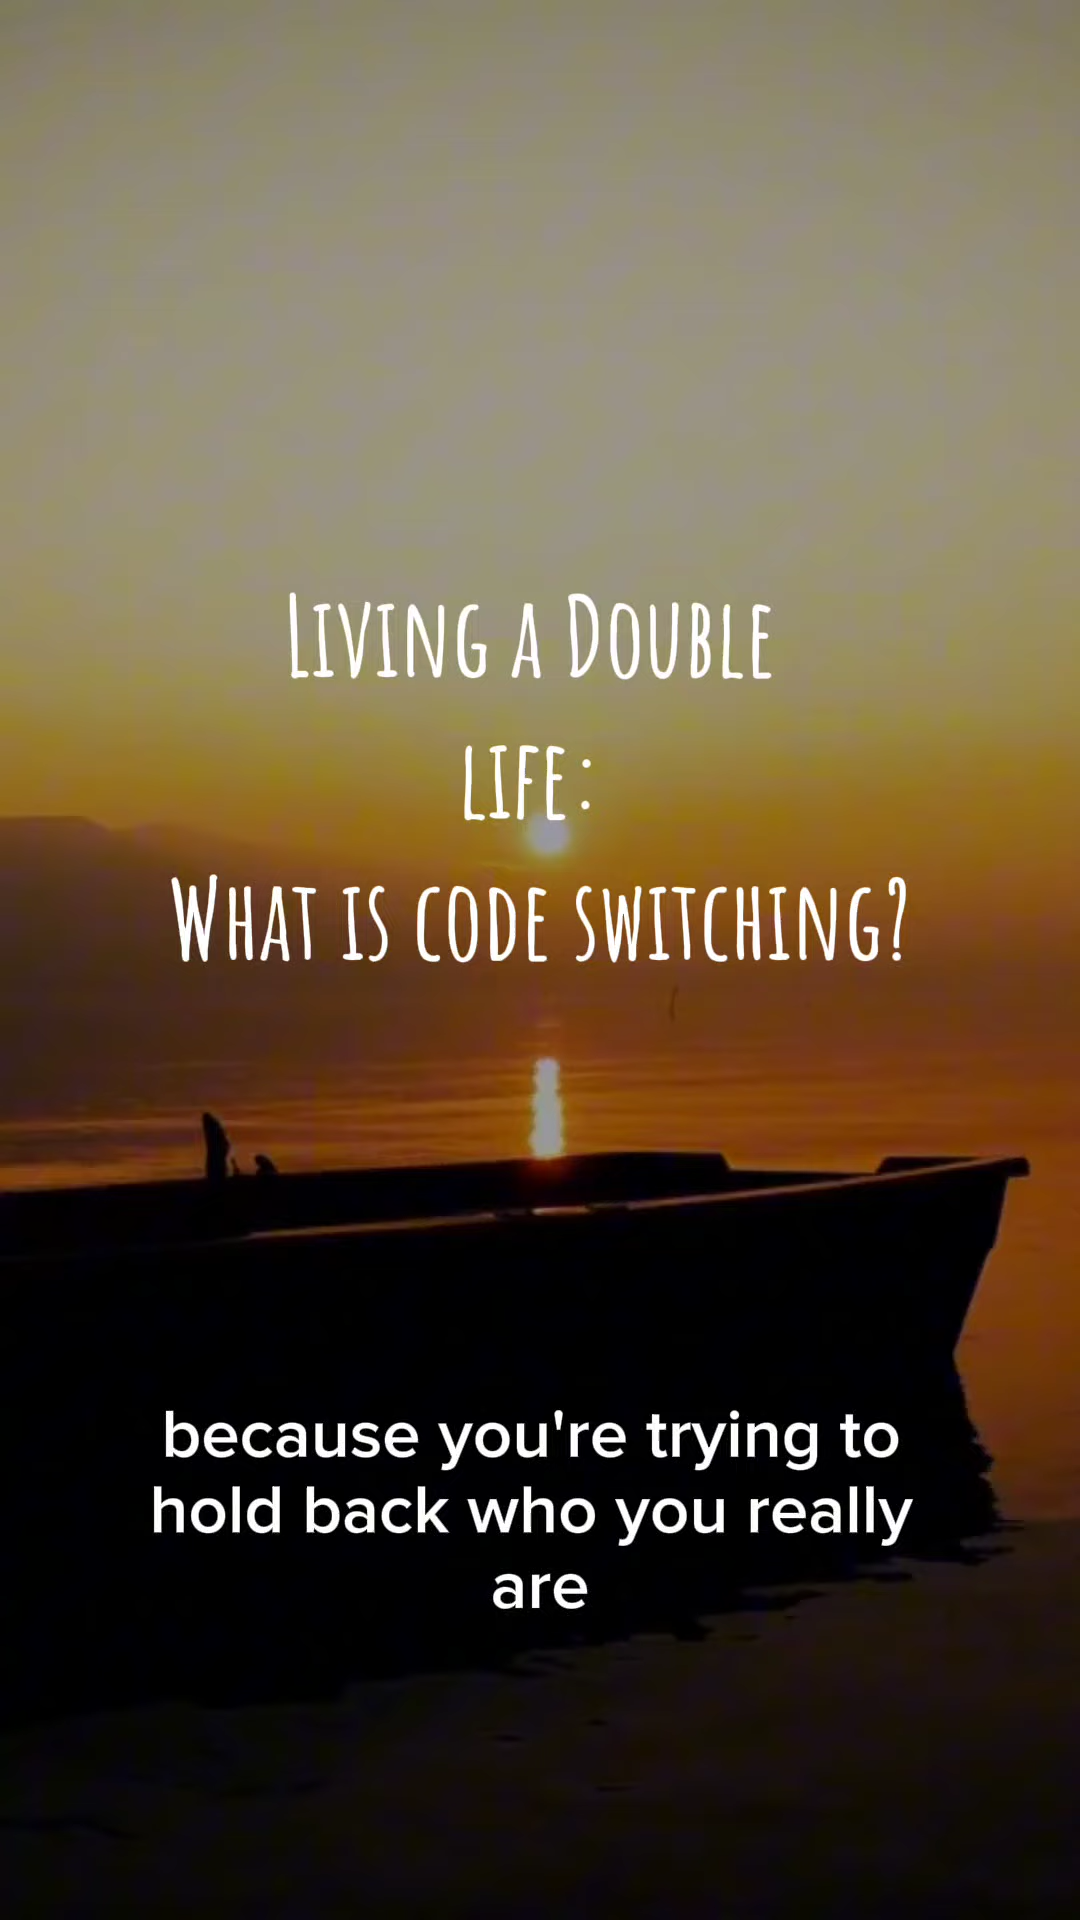 Living a Double
life:
What is code switching?
because you're trying to
hold back who you really
are